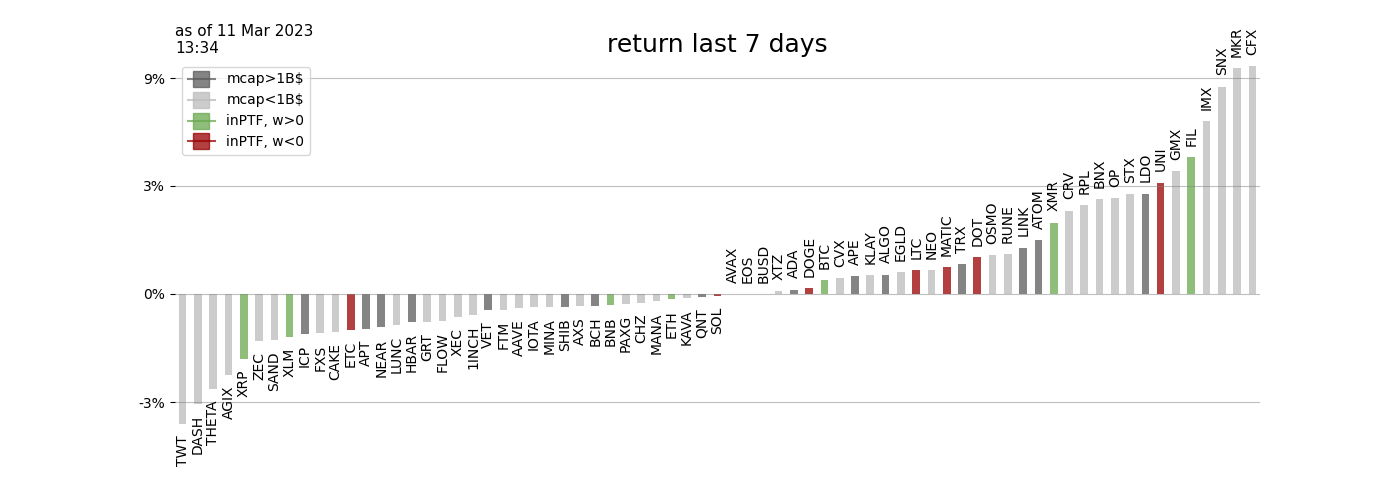 as of 11 Mar 2023
13:34
return last 7 days
mcap>1B$
mcap<1B$
inPTF, w>0
inPTF, w<0
9%
3%
0%
-3%
TWT
DASH
THETA
AGIX
XRP
ZEC
SAND
XLM
ICP
FXS
CAKE
ETC
APT
NEAR
LUNC
HBAR
GRT
FLOW
XEC
1INCH
VET
FTM
AAVE
IOTA
MINA
SHIB
AXS
BCH
BNB
PAXG
CHZ
MANA
ETH
KAVA
QNT
SOL
AVAX
EOS
BUSD
XTZ
ADA
DOGE
BTC
CVX
APE
KLAY
ALGO
EGLD
LTC
NEO
MATIC
TRX
DOT
OSMO
RUNE
LINK
ATOM
XMR
CRV
RPL
BNX
OP
STX
LDO
UNI
GMX
FIL
IMX
SNX
MKR
CFX